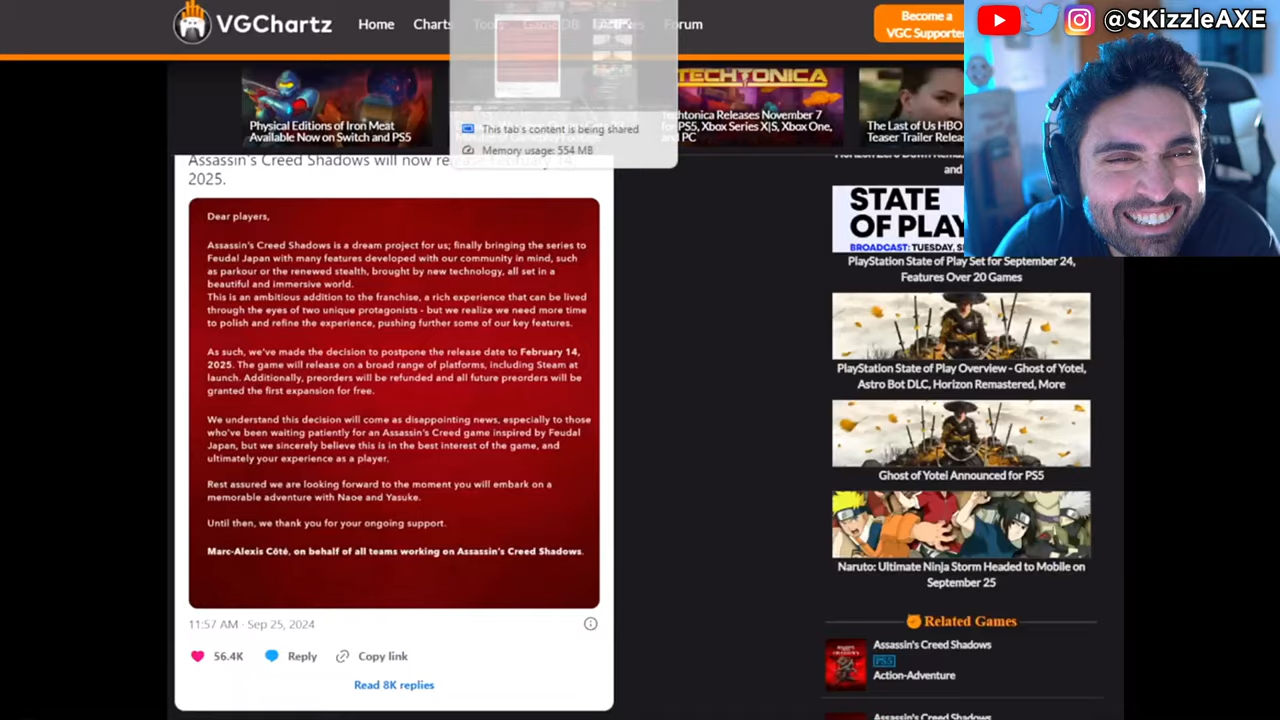 VGChartz
Home
Charts
Tools
GameDB
Articles
Forum
Become a
VGC Supporter
@SKizzleAXE
Physical Editions of Iron Meat
Available Now on Switch and PS5
This tab's content is being shared
Memory usage: 554 MB
TECHTONICA
Techtonica Releases November 7
for PS5, Xbox Series X|S, Xbox One,
and PC
The Last of Us HBO
Teaser Trailer
Assassin's Creed Shadows will now release February 14,
2025.
Dear players,
Assassin's Creed Shadows is a dream project for us; finally bringing the series to
Feudal Japan with many features developed with our community in mind, such
as parkour or the renewed stealth, brought by new technology, all set in a
beautiful and immersive world.
This is an ambitious addition to the franchise, a rich experience that can be lived
through the eyes of two unique protagonists - but we realize we need more time
to polish and refine the experience, pushing further some of our key features.
As such, we've made the decision to postpone the release date to February 14,
2025. The game will release on a broad range of platforms, including Steam at
launch. Additionally, preorders will be refunded and all future preorders will be
granted the first expansion for free.
We understand this decision will come as disappointing news, especially to those
who've been waiting patiently for an Assassin's Creed game inspired by Feudal
Japan, but we sincerely believe this is in the best interest of the game, and
ultimately your experience as a player.
Rest assured we are looking forward to the moment you will embark on a
memorable adventure with Naoe and Yasuke.
Until then, we thank you for your ongoing support.
Marc-Alexis Côté, on behalf of all teams working on Assassin's Creed Shadows.
11:57 AM · Sep 25, 2024
56.4K
Reply
Copy link
Read 8K replies
Horizon Zero Dawn
and
STATE
OF PLAY
BROADCAST: TUESDAY,
PlayStation State of Play Set for September 24,
Features Over 20 Games
PlayStation State of Play Overview - Ghost of Yotei,
Astro Bot DLC, Horizon Remastered, More
Ghost of Yotei Announced for PS5
Naruto: Ultimate Ninja Storm Headed to Mobile on
September 25
Related Games
Assassin's Creed Shadows
PS5
Action-Adventure
Assassin's Creed Shadows